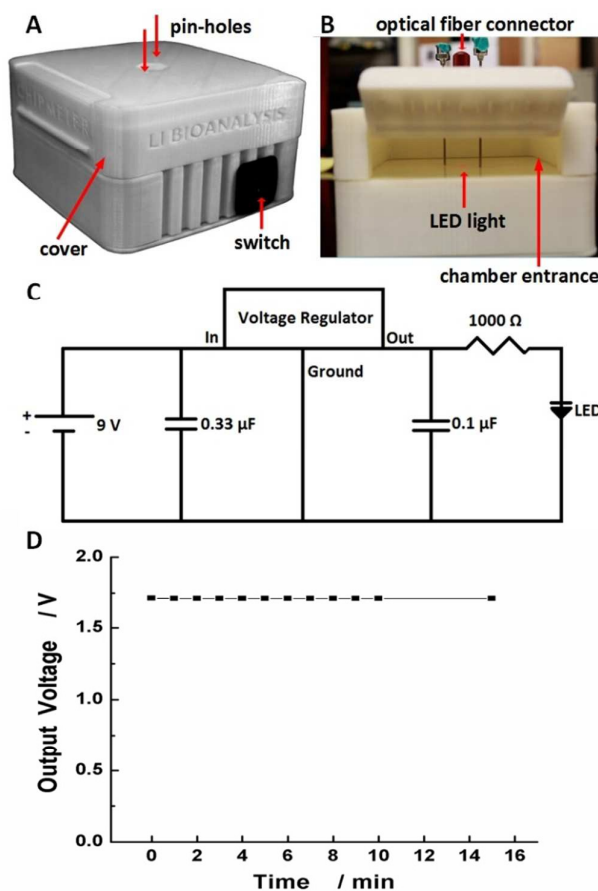 A
pin-holes
CHIPMETER
LI BIOANALYSIS
cover
switch
B
optical fiber connector
LED light
chamber entrance
C
Voltage Regulator
In
Out
Ground
1000 Ω
+
-
9 V
0.33 µF
0.1 µF
LED
D
2.0
1.5
1.0
0.5
0.0
Output Voltage / V
0 2 4 6 8 10 12 14 16
Time / min